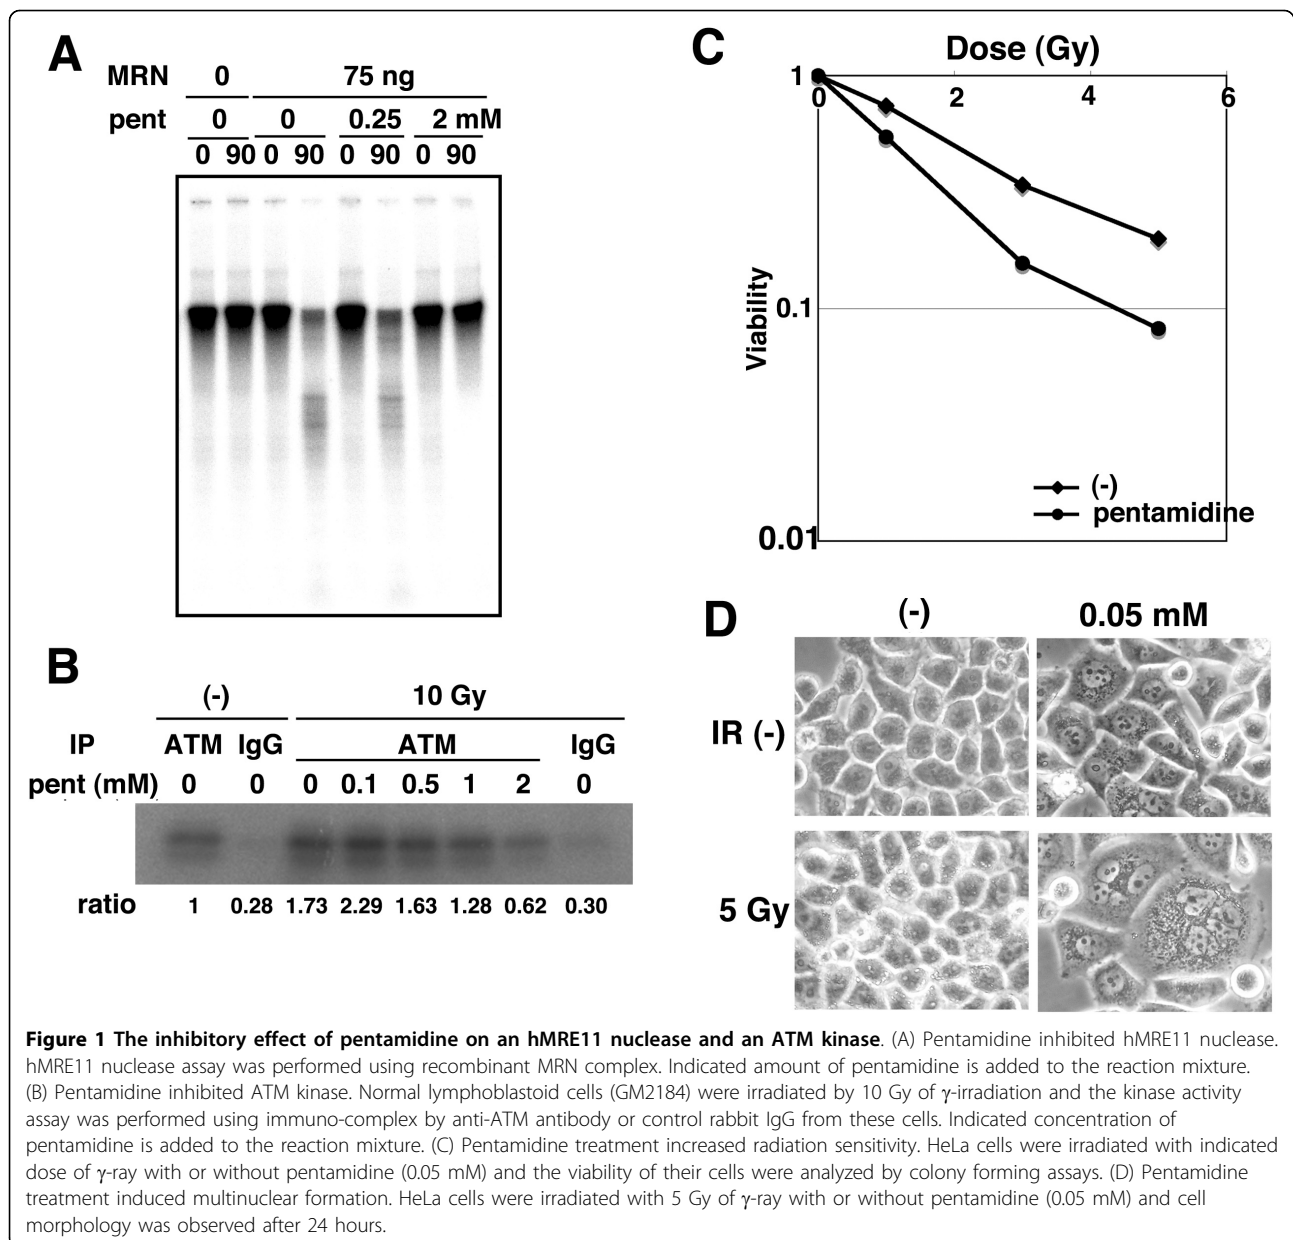 A
MRN 0 75 ng
pent 0 0 0.25 2 mM
0 90 0 90 0 90 0 90
B
(-) 10 Gy
IP ATM IgG ATM IgG
pent (mM) 0 0 0 0.1 0.5 1 2 0
ratio 1 0.28 1.73 2.29 1.63 1.28 0.62 0.30
C
Dose (Gy)
1
0 2 4 6
Viability
0.1
(-)
pentamidine
0.01
D
(-) 0.05 mM
IR (-)
5 Gy
Figure 1 The inhibitory effect of pentamidine on an hMRE11 nuclease and an ATM kinase. (A) Pentamidine inhibited hMRE11 nuclease.
hMRE11 nuclease assay was performed using recombinant MRN complex. Indicated amount of pentamidine is added to the reaction mixture.
(B) Pentamidine inhibited ATM kinase. Normal lymphoblastoid cells (GM2184) were irradiated by 10 Gy of γ-irradiation and the kinase activity
assay was performed using immuno-complex by anti-ATM antibody or control rabbit IgG from these cells. Indicated concentration of
pentamidine is added to the reaction mixture. (C) Pentamidine treatment increased radiation sensitivity. HeLa cells were irradiated with indicated
dose of γ-ray with or without pentamidine (0.05 mM) and the viability of their cells were analyzed by colony forming assays. (D) Pentamidine
treatment induced multinuclear formation. HeLa cells were irradiated with 5 Gy of γ-ray with or without pentamidine (0.05 mM) and cell
morphology was observed after 24 hours.